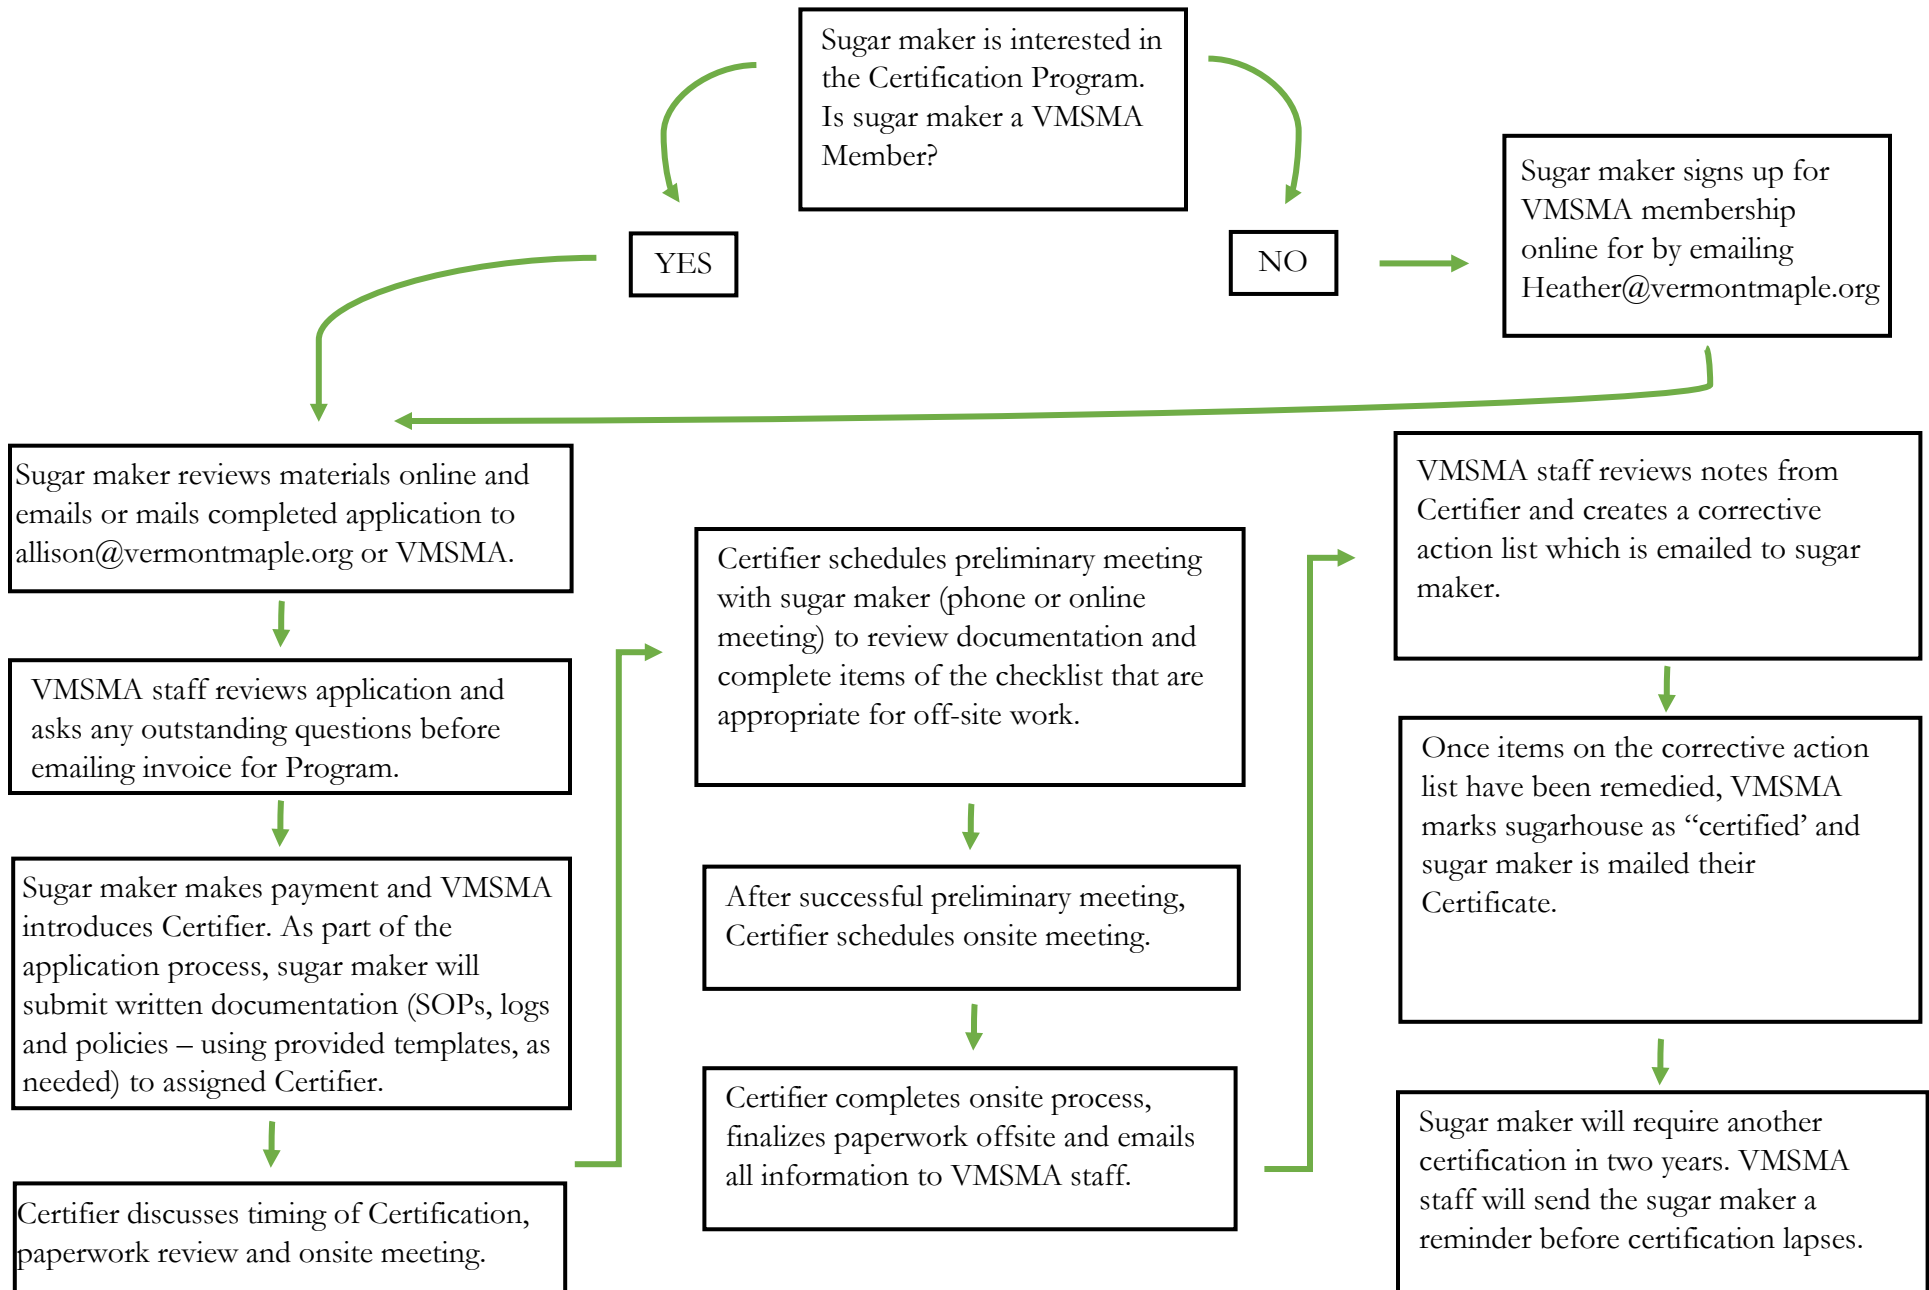 Sugar maker is interested in
the Certification Program.
Is sugar maker a VMSMA
Member?
YES
NO
Sugar maker signs up for
VMSMA membership
online for by emailing
Heather@vermontmaple.org
Sugar maker reviews materials online and
emails or mails completed application to
allison@vermontmaple.org or VMSMA.
VMSMA staff reviews application and
asks any outstanding questions before
emailing invoice for Program.
Sugar maker makes payment and VMSMA
introduces Certifier. As part of the
application process, sugar maker will
submit written documentation (SOPs, logs
and policies – using provided templates, as
needed) to assigned Certifier.
Certifier discusses timing of Certification,
paperwork review and onsite meeting.
Certifier schedules preliminary meeting
with sugar maker (phone or online
meeting) to review documentation and
complete items of the checklist that are
appropriate for off-site work.
After successful preliminary meeting,
Certifier schedules onsite meeting.
Certifier completes onsite process,
finalizes paperwork offsite and emails
all information to VMSMA staff.
VMSMA staff reviews notes from
Certifier and creates a corrective
action list which is emailed to sugar
maker.
Once items on the corrective action
list have been remedied, VMSMA
marks sugarhouse as “certified’ and
sugar maker is mailed their
Certificate.
Sugar maker will require another
certification in two years. VMSMA
staff will send the sugar maker a
reminder before certification lapses.